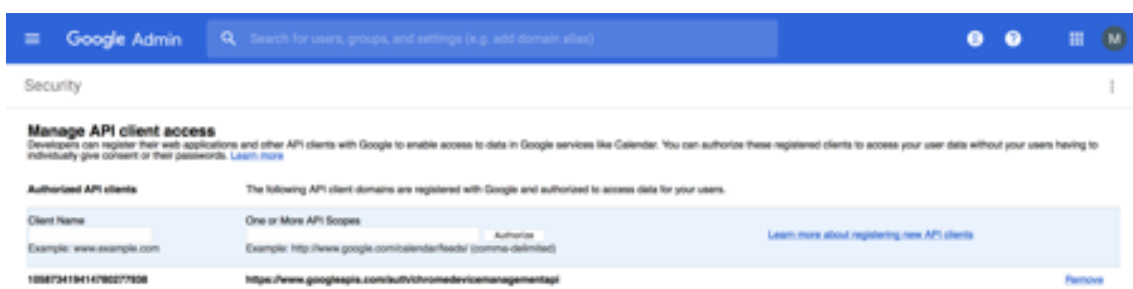 Google Admin
Search for users, groups, and settings (e.g. add domain alias)
M
Security
Manage API client access
Developers can register their web applications and other API clients with Google to enable access to data in Google services like Calendar. You can authorize these registered clients to access your user data without your users having to
individually give consent or their passwords. Learn more
Authorized API clients The following API client domains are registered with Google and authorized to access data for your users.
Client Name One or More API Scopes
Authorize Learn more about registering new API clients
Example: www.example.com Example: http://www.google.com/calendar/feeds/ (comma-delimited)
https://www.googleapis.com/auth/chromedevicemanagementapi Remove